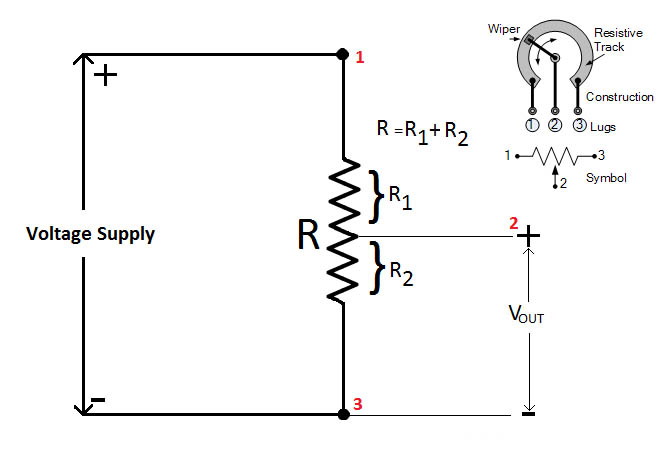 Wiper
Resistive
Track
Construction
1 2 3 Lugs
1 3
2
Symbol
1
+
R =R1+ R2
R1
R
R2
Voltage Supply
2 +
VOUT
-
3
-